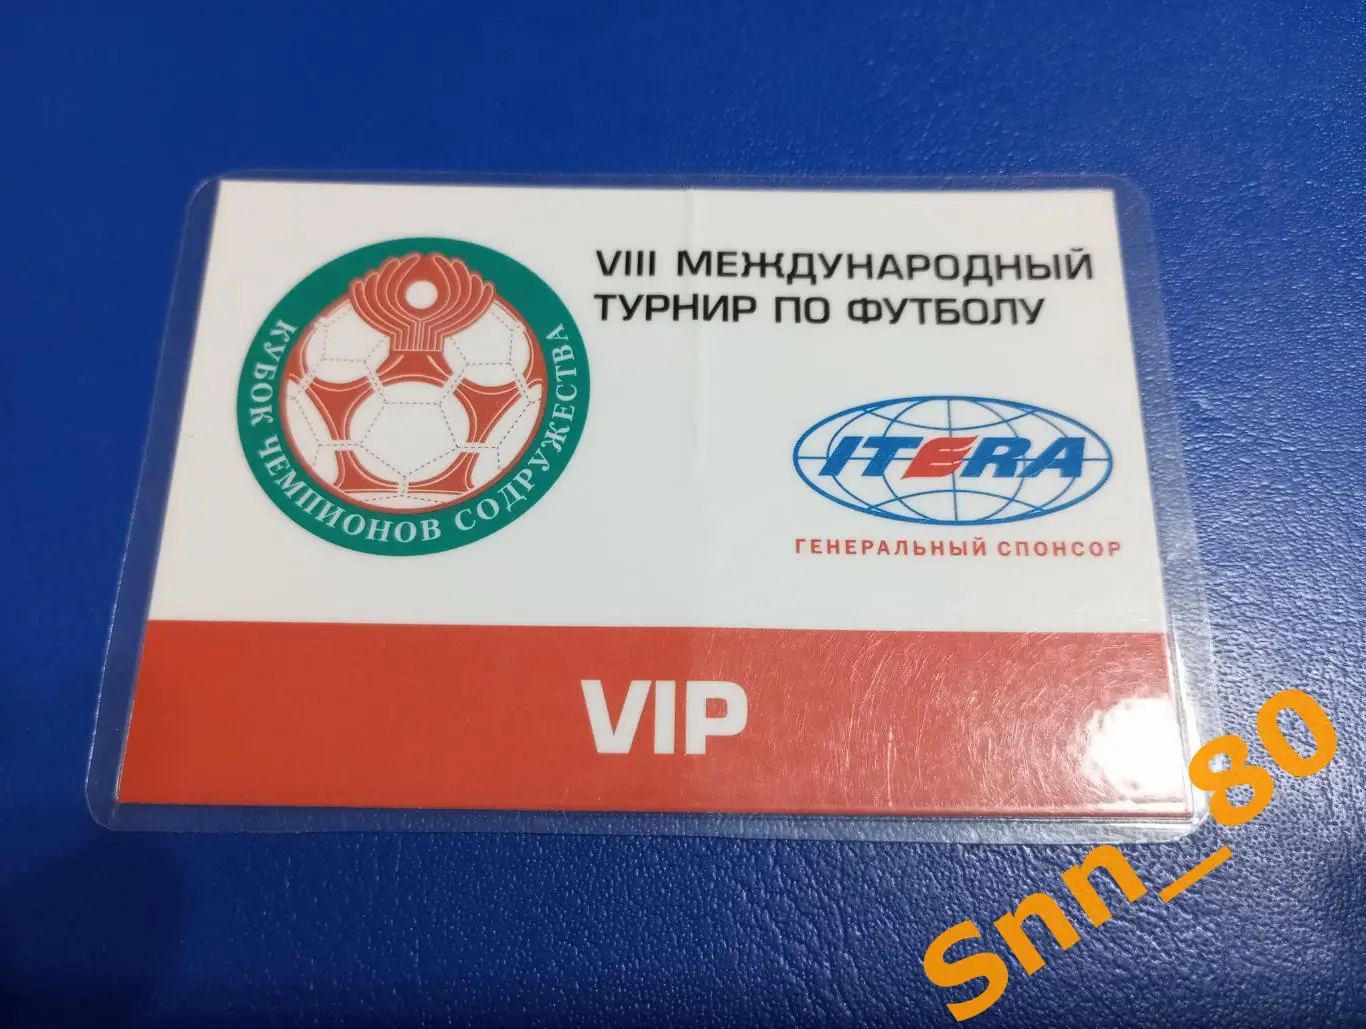 VIII МЕЖДУНАРОДНЫЙ
ТУРНИР ПО ФУТБОЛУ
КУБОК ЧЕМПИОНОВ СОДРУЖЕСТВА
ITERA
ГЕНЕРАЛЬНЫЙ СПОНСОР
VIP
Snn_80